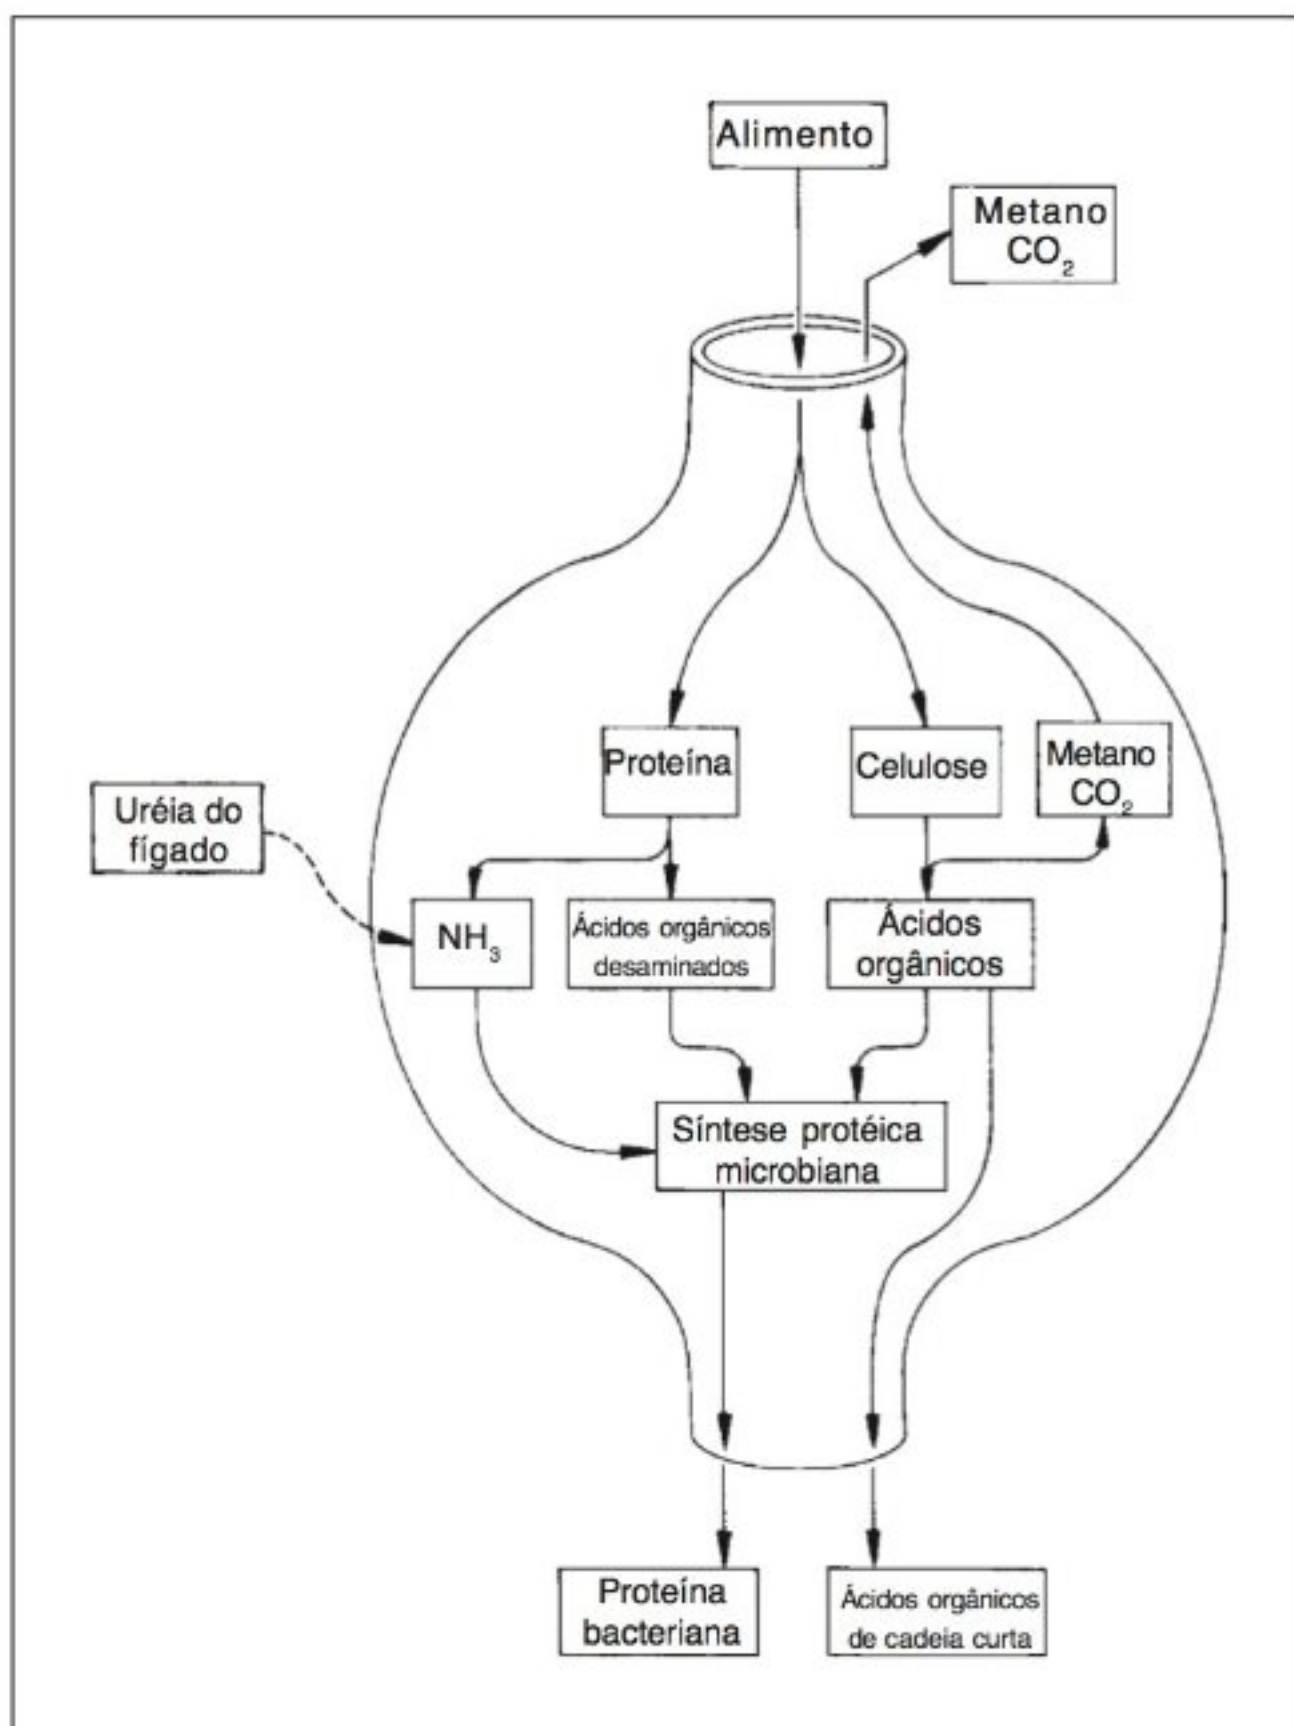 Alimento
Metano
CO₂
Proteína
Celulose
Metano
CO₂
Uréia do
fígado
NH₃
Ácidos orgânicos
desaminados
Ácidos
orgânicos
Síntese protéica
microbiana
Proteína
bacteriana
Ácidos orgânicos
de cadeia curta